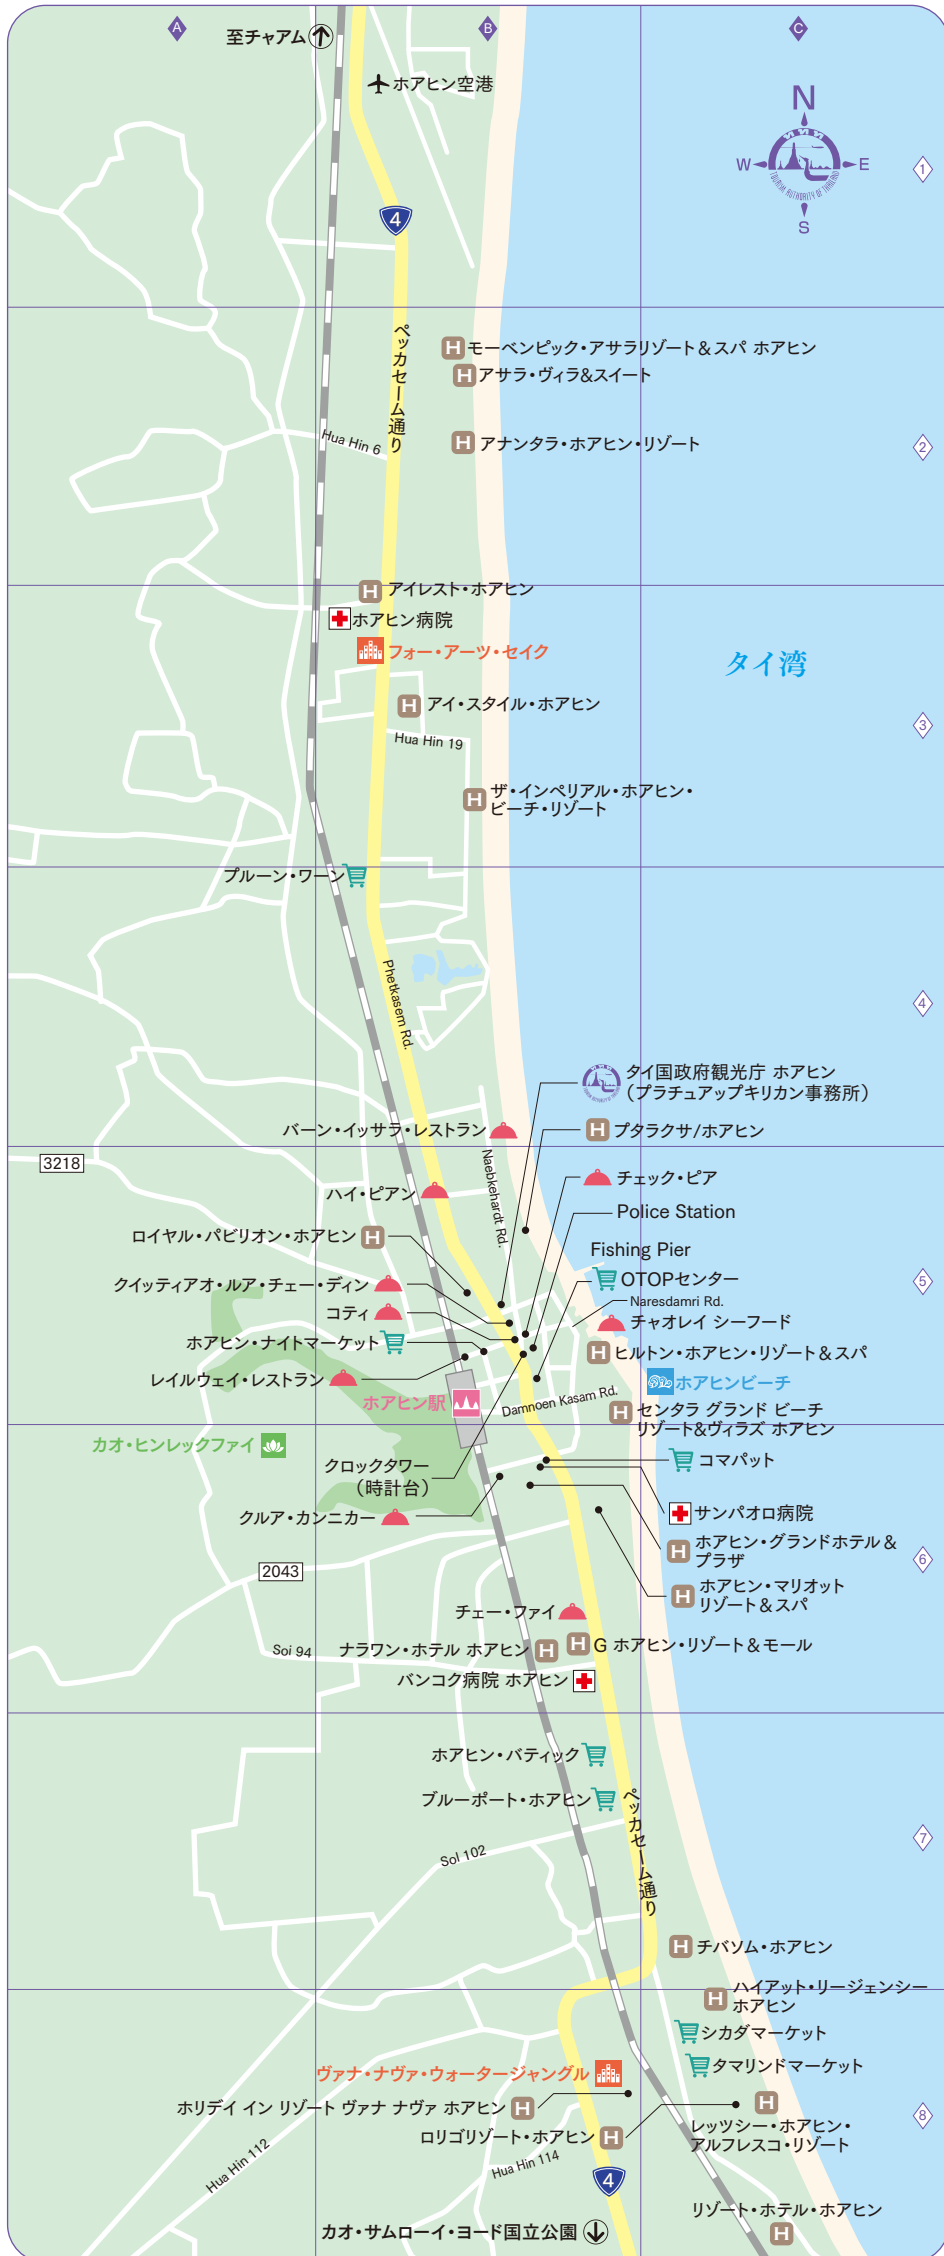 A
B
C
至チャアム
ホアヒン空港
N
W
E
S
TOURISM AUTHORITY OF THAILAND
1
4
ペッカセーム通り
モーベンピック・アサラリゾート&スパ ホアヒン
アサラ・ヴィラ&スイート
Hua Hin 6
アナンタラ・ホアヒン・リゾート
2
アイレスト・ホアヒン
ホアヒン病院
フォー・アーツ・セイク
タイ湾
アイ・スタイル・ホアヒン
3
Hua Hin 19
ザ・インペリアル・ホアヒン・
ビーチ・リゾート
プルーン・ワーン
Phetkasem Rd.
4
タイ国政府観光庁 ホアヒン
(プラチュアップキリカン事務所)
バーン・イッサラ・レストラン
プタラクサ/ホアヒン
3218
Naebkehardt Rd.
チェック・ピア
ハイ・ピアン
Police Station
ロイヤル・パビリオン・ホアヒン
Fishing Pier
クイッティアオ・ルア・チェー・ディン
OTOPセンター
5
Naresdamri Rd.
コティ
チャオレイ シーフード
ホアヒン・ナイトマーケット
ヒルトン・ホアヒン・リゾート&スパ
レイルウェイ・レストラン
ホアヒンビーチ
ホアヒン駅
Damnoen Kasam Rd.
センタラ グランド ビーチ
リゾート&ヴィラズ ホアヒン
カオ・ヒンレックファイ
コマパット
クロックタワー
(時計台)
サンパオロ病院
クルア・カンニカー
ホアヒン・グランドホテル&
プラザ
6
2043
ホアヒン・マリオット
リゾート&スパ
チェー・ファイ
Soi 94
ナラワン・ホテル ホアヒン
G ホアヒン・リゾート&モール
バンコク病院 ホアヒン
ホアヒン・バティック
ブルーポート・ホアヒン
ペッカセーム通り
7
Sol 102
チバソム・ホアヒン
ハイアット・リージェンシー
ホアヒン
シカダマーケット
タマリンドマーケット
ヴァナ・ナヴァ・ウォータージャングル
ホリデイ イン リゾート ヴァナ ナヴァ ホアヒン
8
ロリゴリゾート・ホアヒン
レッツシー・ホアヒン・
アルフレスコ・リゾート
Hua Hin 112
Hua Hin 114
4
リゾート・ホテル・ホアヒン
カオ・サムローイ・ヨード国立公園